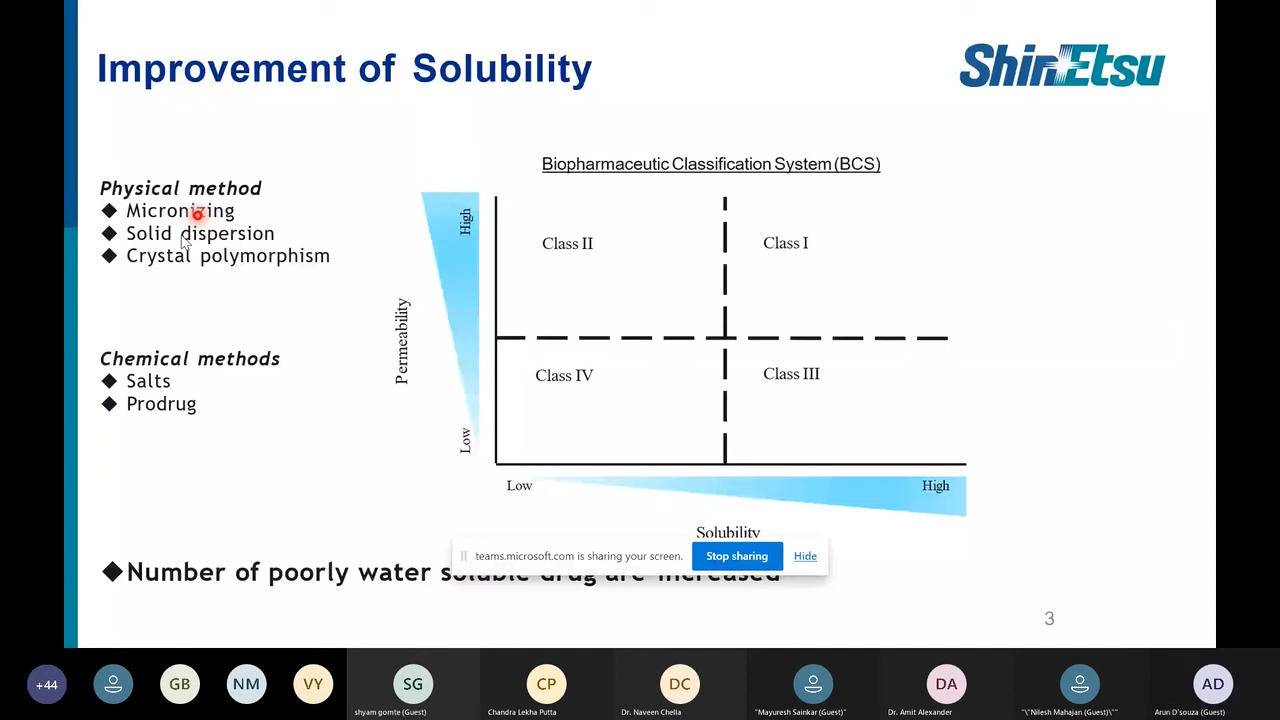 Improvement of Solubility
ShinEtsu
Biopharmaceutic Classification System (BCS)
Physical method
◆ Micronizing
◆ Solid dispersion
◆ Crystal polymorphism
Chemical methods
◆ Salts
◆ Prodrug
High
Permeability
Low
Class II
Class I
Class IV
Class III
Low
High
Solubility
teams.microsoft.com is sharing your screen.
Stop sharing
Hide
◆Number of poorly water soluble drug are increased
3
+44
GB
NM
VY
SG
CP
DC
DA
AD
shyam gomte (Guest)
Chandra Lekha Putta
Dr. Naveen Chella
"Mayuresh Sainkar (Guest)"
Dr. Amit Alexander
"\"Nilesh Mahajan (Guest)\""
Arun D'souza (Guest)